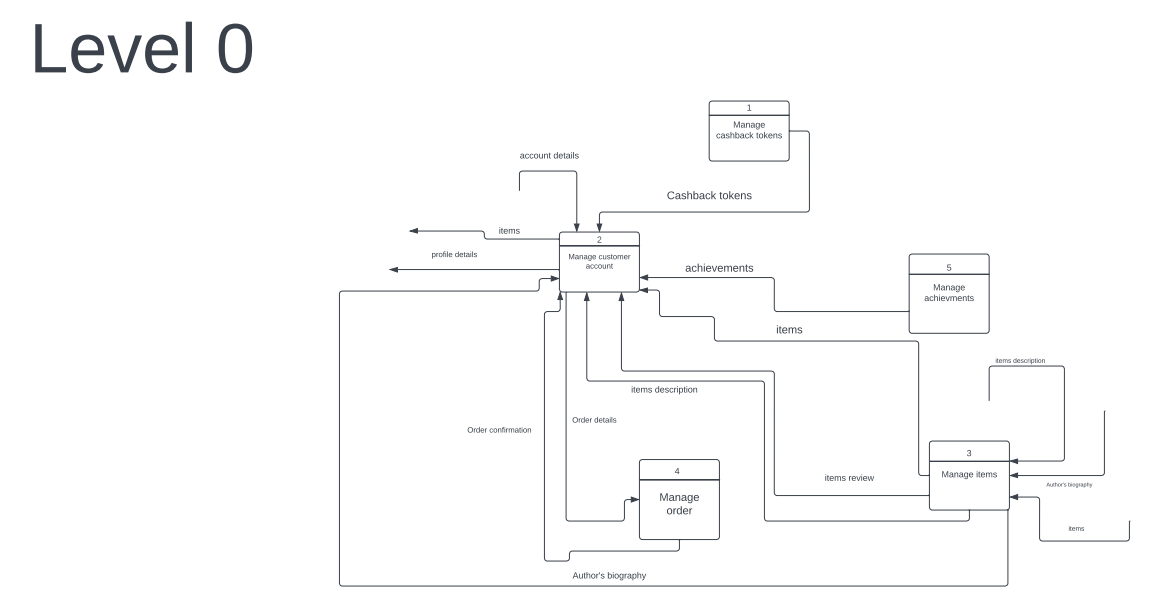 Level 0
1
Manage
cashback tokens
account details
Cashback tokens
items
2
Manage customer
account
profile details
achievements
5
Manage
achievments
items
items description
items description
Order details
Order confirmation
3
Manage items
4
Manage
order
items review
Author's biography
items
Author's biography